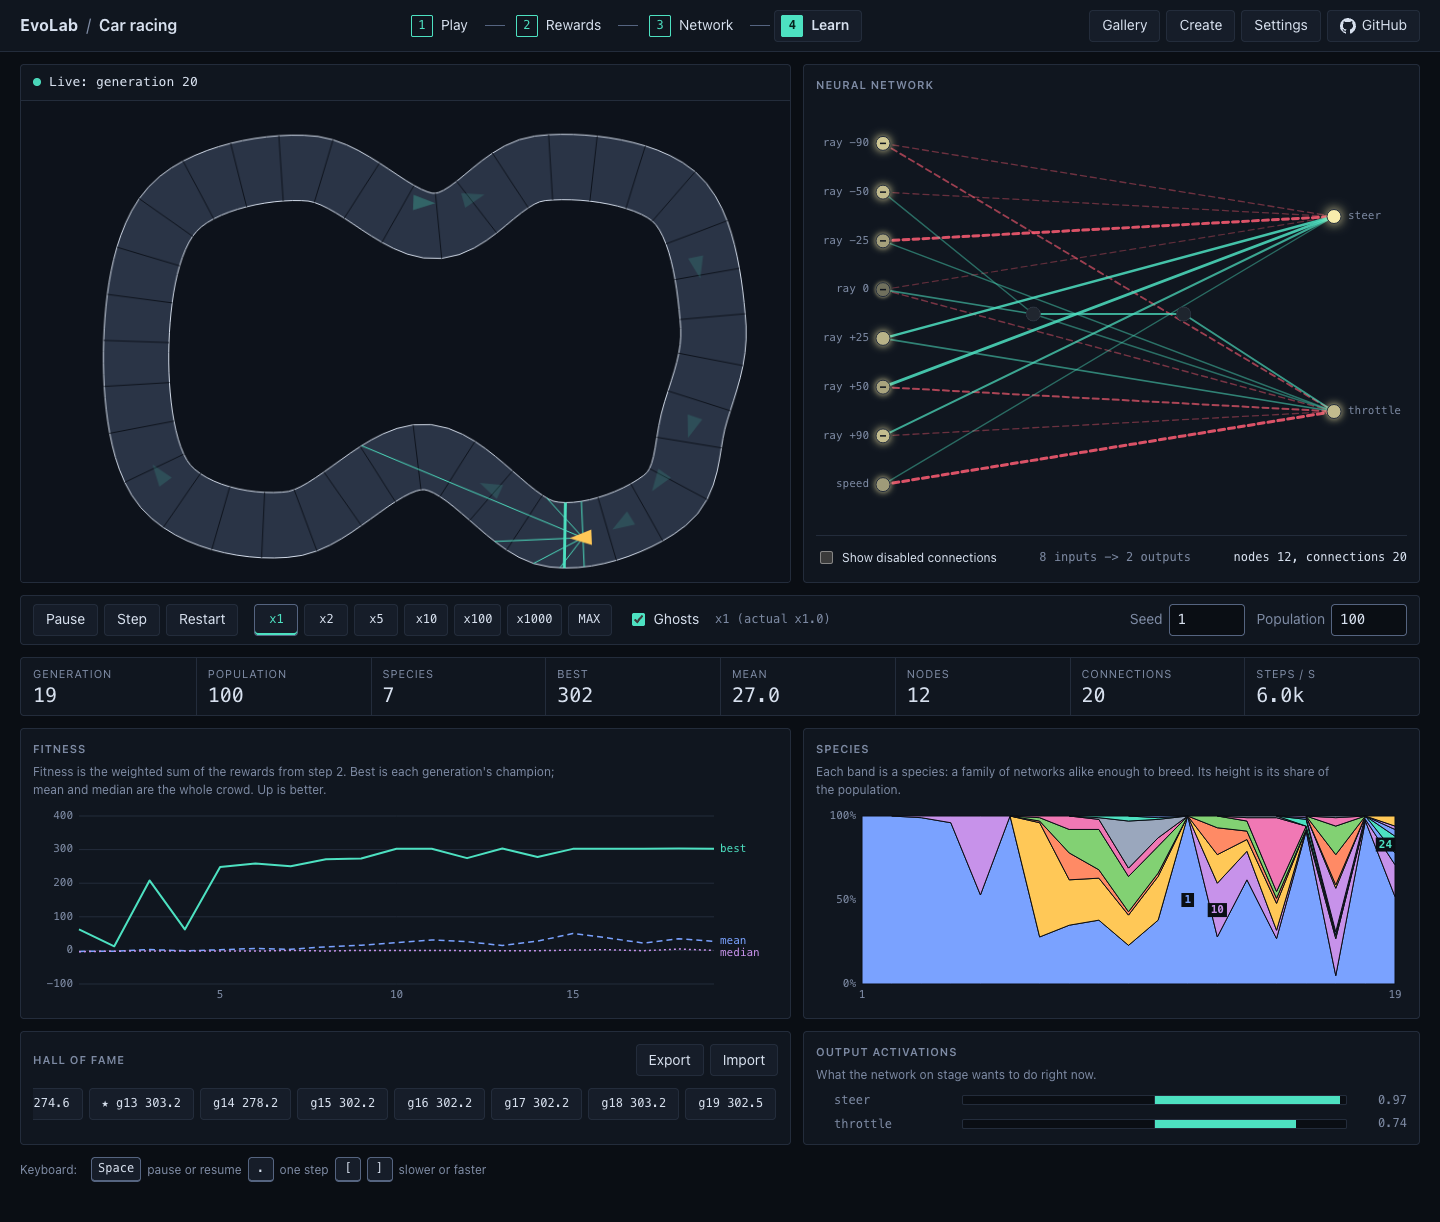 EvoLab / Car racing
1 Play
2 Rewards
3 Network
4 Learn
Gallery
Create
Settings
GitHub
Live: generation 20
NEURAL NETWORK
ray −90
ray −50
ray −25
ray 0
ray +25
ray +50
ray +90
speed
steer
throttle
Show disabled connections
8 inputs −> 2 outputs
nodes 12, connections 20
Pause
Step
Restart
x1
x2
x5
x10
x100
x1000
MAX
Ghosts
x1 (actual x1.0)
Seed 1
Population 100
GENERATION
19
POPULATION
100
SPECIES
7
BEST
302
MEAN
27.0
NODES
12
CONNECTIONS
20
STEPS / S
6.0k
FITNESS
Fitness is the weighted sum of the rewards from step 2. Best is each generation's champion;
mean and median are the whole crowd. Up is better.
400
300
200
100
0
−100
5
10
15
best
mean
median
SPECIES
Each band is a species: a family of networks alike enough to breed. Its height is its share of
the population.
100%
50%
0%
1
19
1
10
24
HALL OF FAME
Export
Import
274.6
★ g13 303.2
g14 278.2
g15 302.2
g16 302.2
g17 302.2
g18 303.2
g19 302.5
OUTPUT ACTIVATIONS
What the network on stage wants to do right now.
steer 0.97
throttle 0.74
Keyboard: Space pause or resume . one step [ ] slower or faster